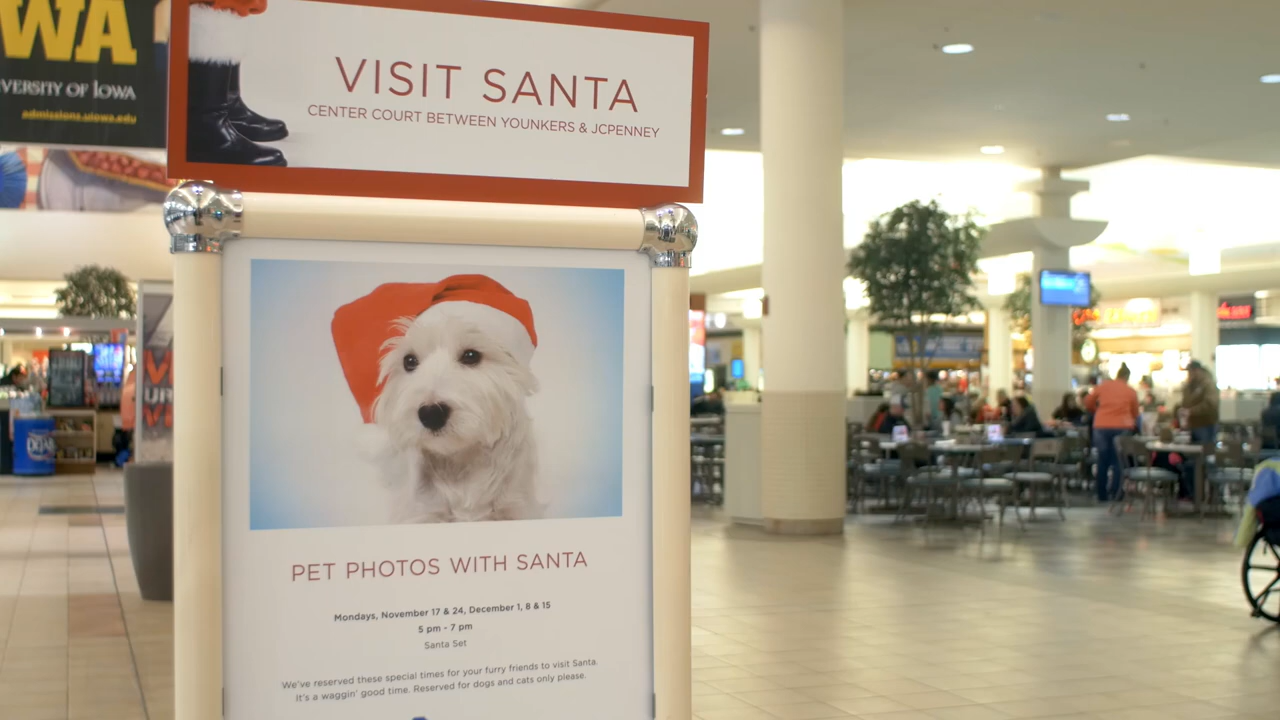 WA
VERSITY OF IOWA
admissions.uiowa.edu
VISIT SANTA
CENTER COURT BETWEEN YOUNKERS & JCPENNEY
PET PHOTOS WITH SANTA
Mondays, November 17 & 24, December 1, 8 & 15
5 pm - 7 pm
Santa Set
We've reserved these special times for your furry friends to visit Santa.
It's a waggin' good time. Reserved for dogs and cats only please.